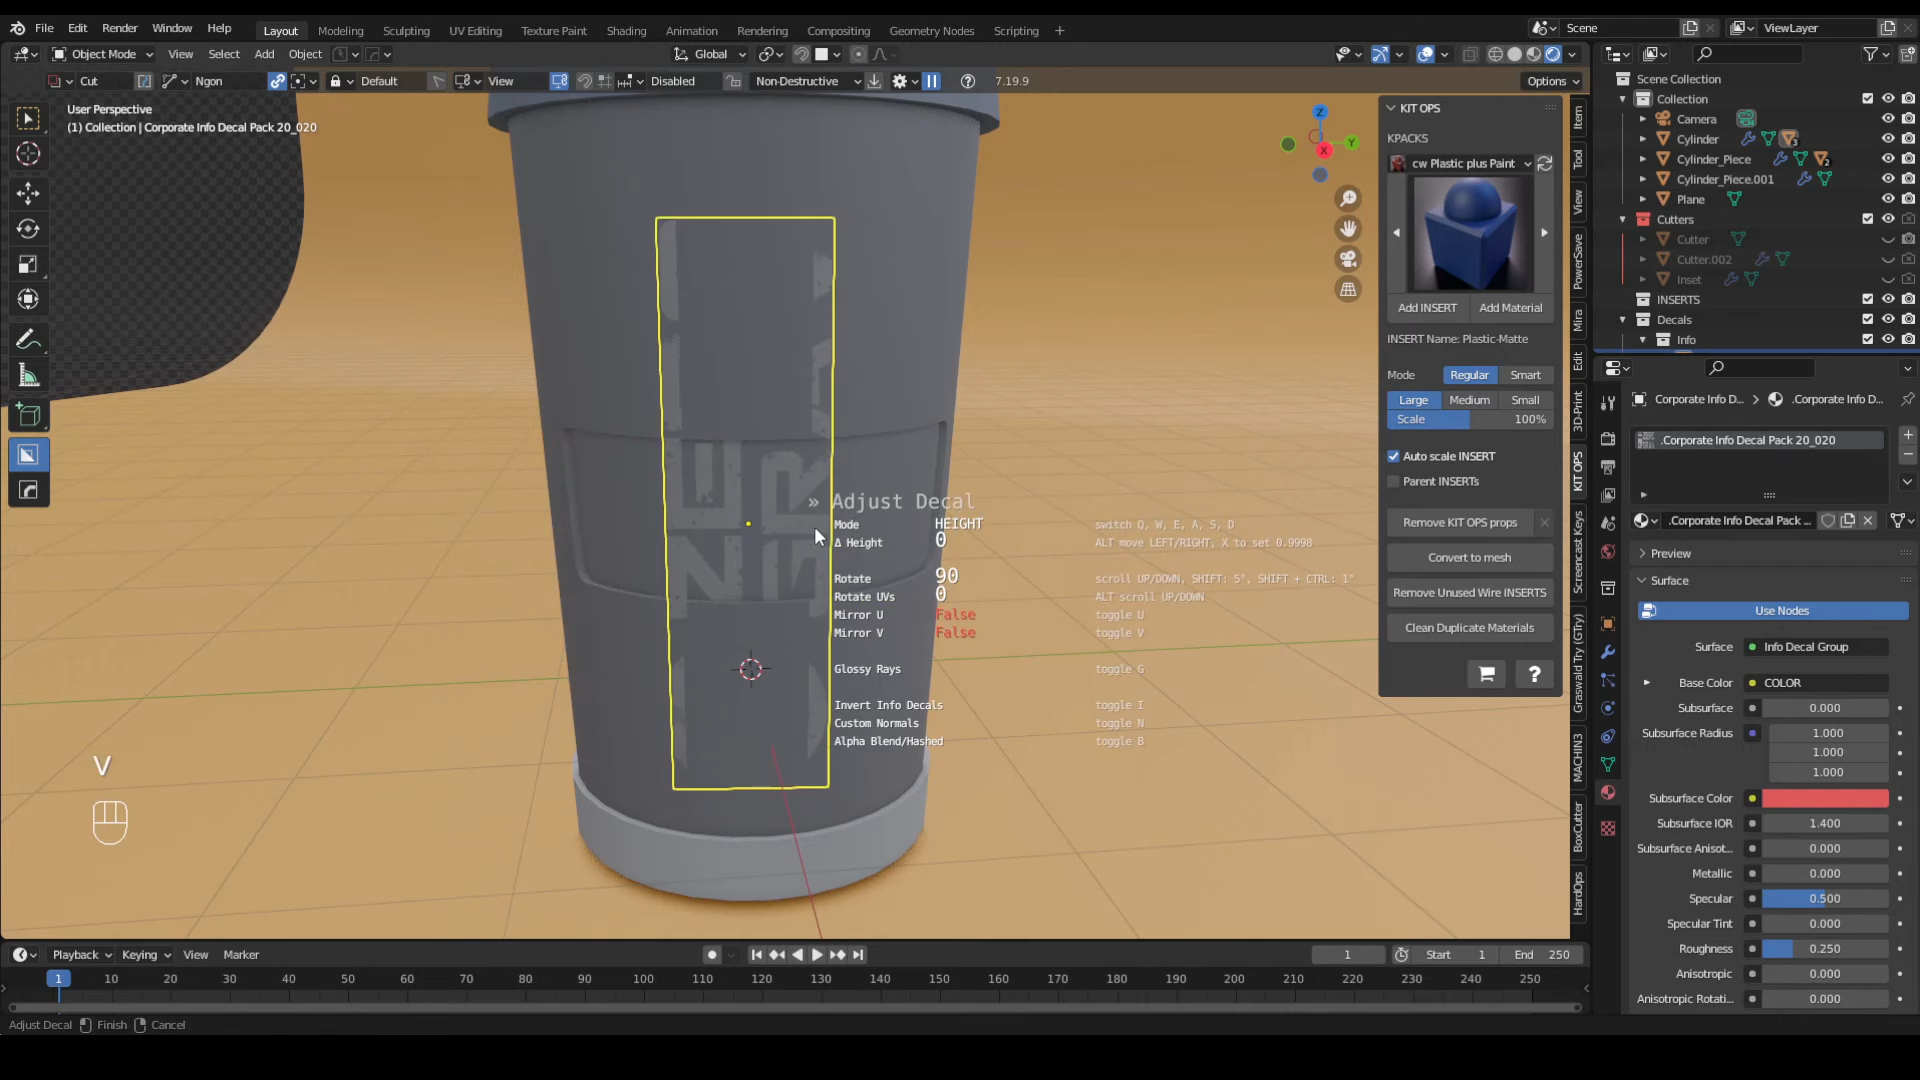 File Edit Render Window Help Layout Modeling Sculpting UV Editing Texture Paint Shading Animation Rendering Compositing Geometry Nodes Scripting + Scene ViewLayer
Object Mode View Select Add Object Global
Cut Ngon Default View Disabled Non-Destructive 7.19.9 Options
User Perspective
(1) Collection | Corporate Info Decal Pack 20_020
Z
Y
X
» Adjust Decal
Mode HEIGHT switch Q, W, E, A, S, D
Δ Height 0 ALT move LEFT/RIGHT, X to set 0.9998
Rotate 90 scroll UP/DOWN, SHIFT: 5°, SHIFT + CTRL: 1°
Rotate UVs 0 ALT scroll UP/DOWN
Mirror U False toggle U
Mirror V False toggle V
Glossy Rays toggle G
Invert Info Decals toggle I
Custom Normals toggle N
Alpha Blend/Hashed toggle B
V
KIT OPS
KPACKS
cw Plastic plus Paint
Add INSERT Add Material
INSERT Name: Plastic-Matte
Mode Regular Smart
Large Medium Small
Scale 100%
Auto scale INSERT
Parent INSERTs
Remove KIT OPS props
Convert to mesh
Remove Unused Wire INSERTS
Clean Duplicate Materials
?
Item
Tool
View
PowerSave
Mira
Edit
3D-Print
KIT OPS
Screencast Keys
Graswald Try (GTry)
MACHIN3
BoxCutter
HardOps
Scene Collection
Collection
Camera
Cylinder 3
Cylinder_Piece 2
Cylinder_Piece.001
Plane
Cutters
Cutter
Cutter.002
Inset
INSERTS
Decals
Info
Corporate Info D... .Corporate Info D...
.Corporate Info Decal Pack 20_020
.Corporate Info Decal Pack ...
Preview
Surface
Use Nodes
Surface Info Decal Group
Base Color COLOR
Subsurface 0.000
Subsurface Radius 1.000
1.000
1.000
Subsurface Color
Subsurface IOR 1.400
Subsurface Anisot... 0.000
Metallic 0.000
Specular 0.500
Specular Tint 0.000
Roughness 0.250
Anisotropic 0.000
Anisotropic Rotati... 0.000
Playback Keying View Marker 1 Start 1 End 250
1 10 20 30 40 50 60 70 80 90 100 110 120 130 140 150 160 170 180 190 200 210 220 230 240 250
Adjust Decal Finish Cancel